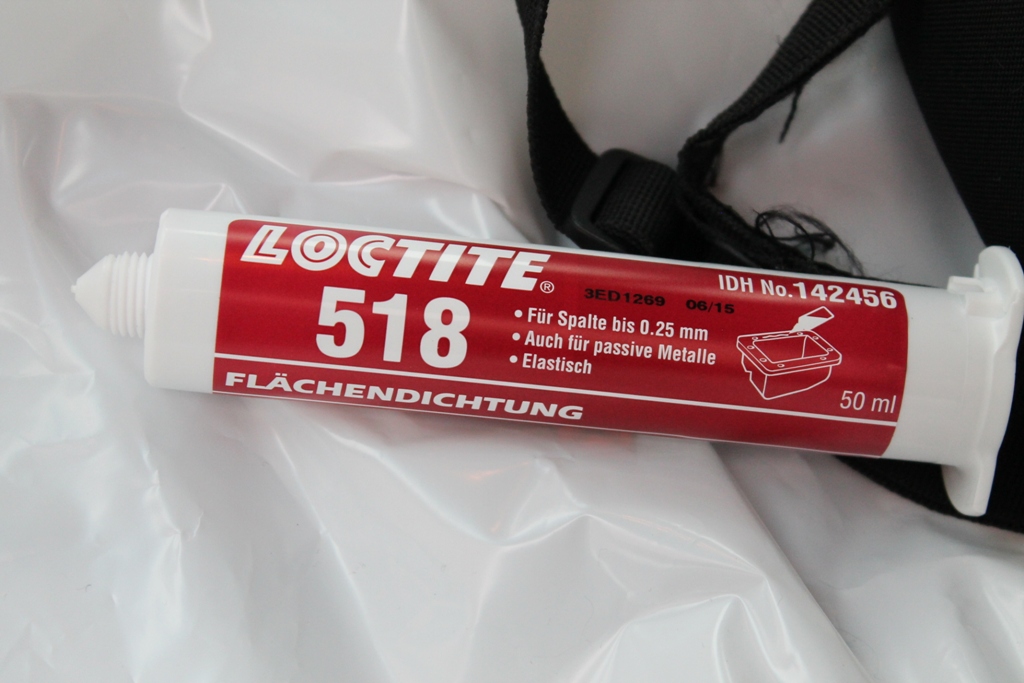 LOCTITE®
518
FLÄCHENDICHTUNG
3ED1269 06/15
• Für Spalte bis 0.25 mm
• Auch für passive Metalle
• Elastisch
IDH No. 142456
50 ml